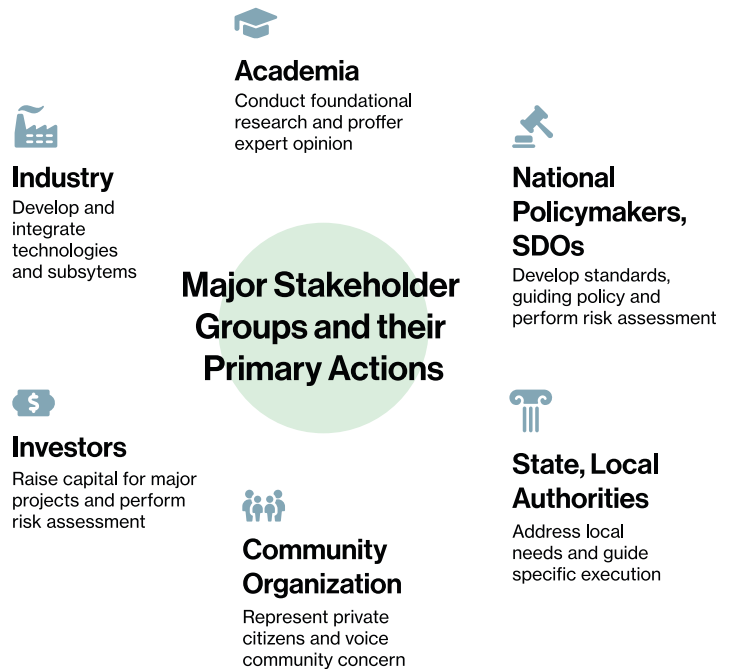 Academia
Conduct foundational
research and proffer
expert opinion
Industry
Develop and
integrate
technologies
and subsytems
National
Policymakers,
SDOs
Develop standards,
guiding policy and
perform risk assessment
Major Stakeholder
Groups and their
Primary Actions
$
Investors
Raise capital for major
projects and perform
risk assessment
State, Local
Authorities
Address local
needs and guide
specific execution
Community
Organization
Represent private
citizens and voice
community concern